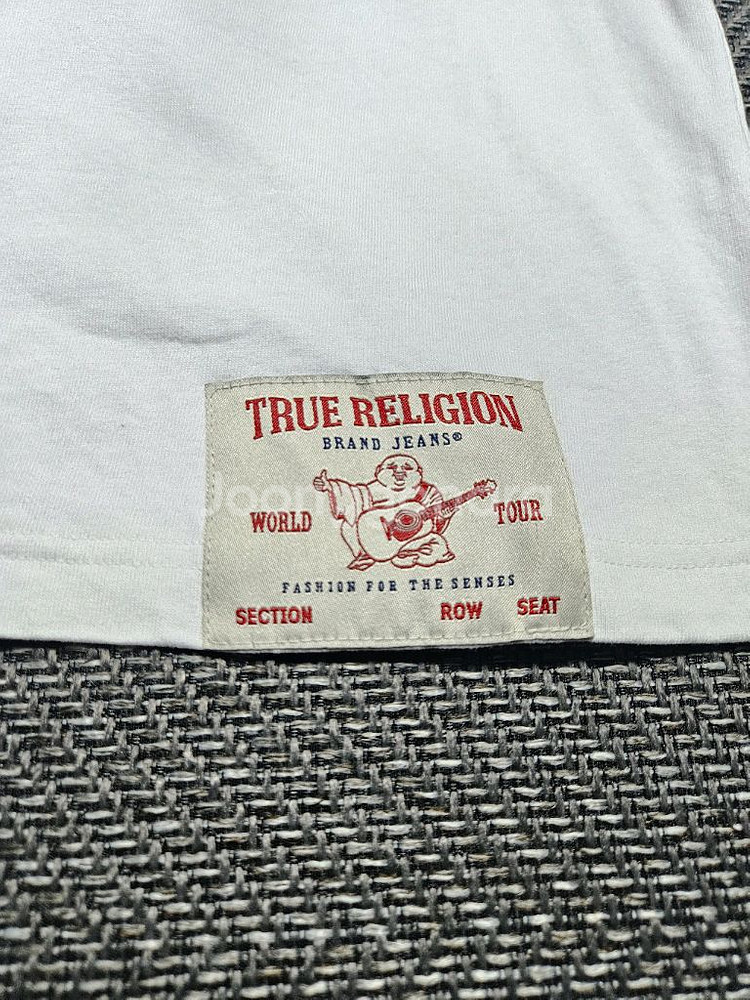 TRUE RELIGION
BRAND JEANS®
WORLD TOUR
FASHION FOR THE SENSES
SECTION ROW SEAT